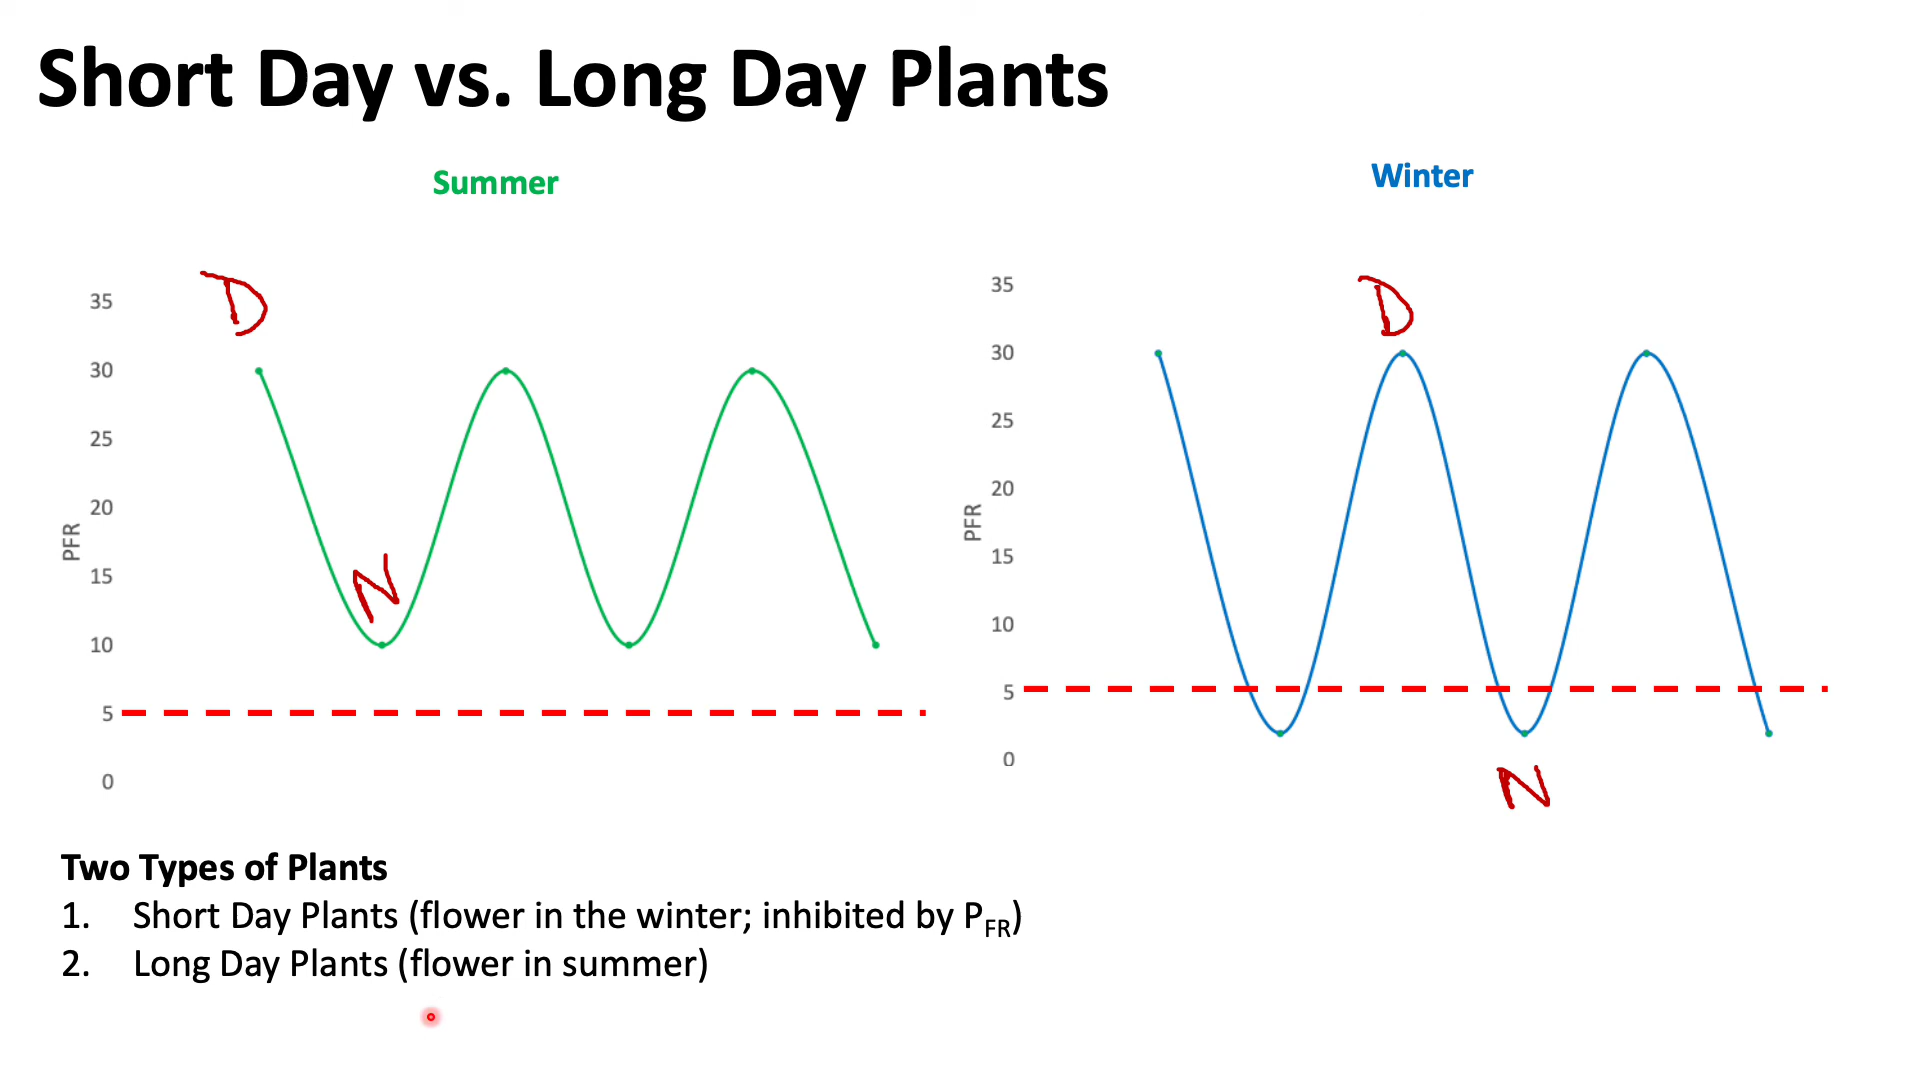 Short Day vs. Long Day Plants
Summer
D
35
30
25
20
15
10
5
0
PFR
N
Winter
D
35
30
25
20
15
10
5
0
PFR
N
Two Types of Plants
1. Short Day Plants (flower in the winter; inhibited by PFR)
2. Long Day Plants (flower in summer)